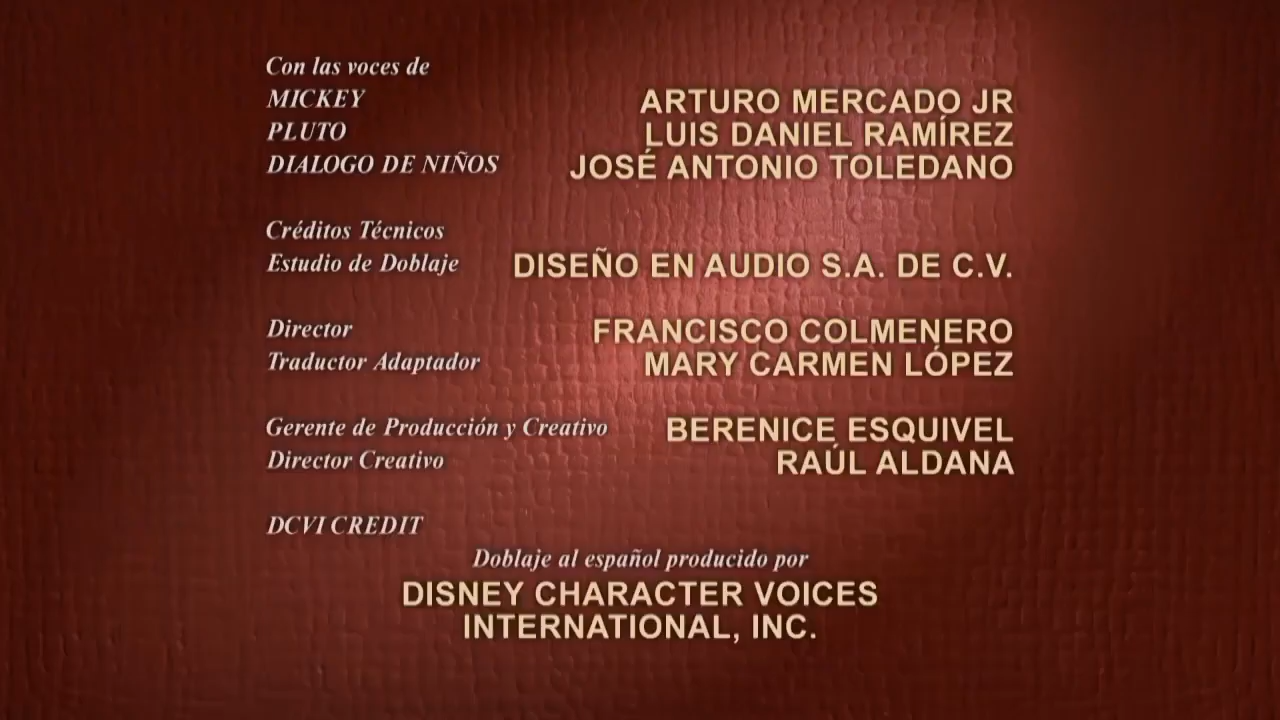 Con las voces de
MICKEY ARTURO MERCADO JR
PLUTO LUIS DANIEL RAMÍREZ
DIALOGO DE NIÑOS JOSÉ ANTONIO TOLEDANO
Créditos Técnicos
Estudio de Doblaje DISEÑO EN AUDIO S.A. DE C.V.
Director FRANCISCO COLMENERO
Traductor Adaptador MARY CARMEN LÓPEZ
Gerente de Producción y Creativo BERENICE ESQUIVEL
Director Creativo RAÚL ALDANA
DCVI CREDIT
Doblaje al español producido por
DISNEY CHARACTER VOICES
INTERNATIONAL, INC.